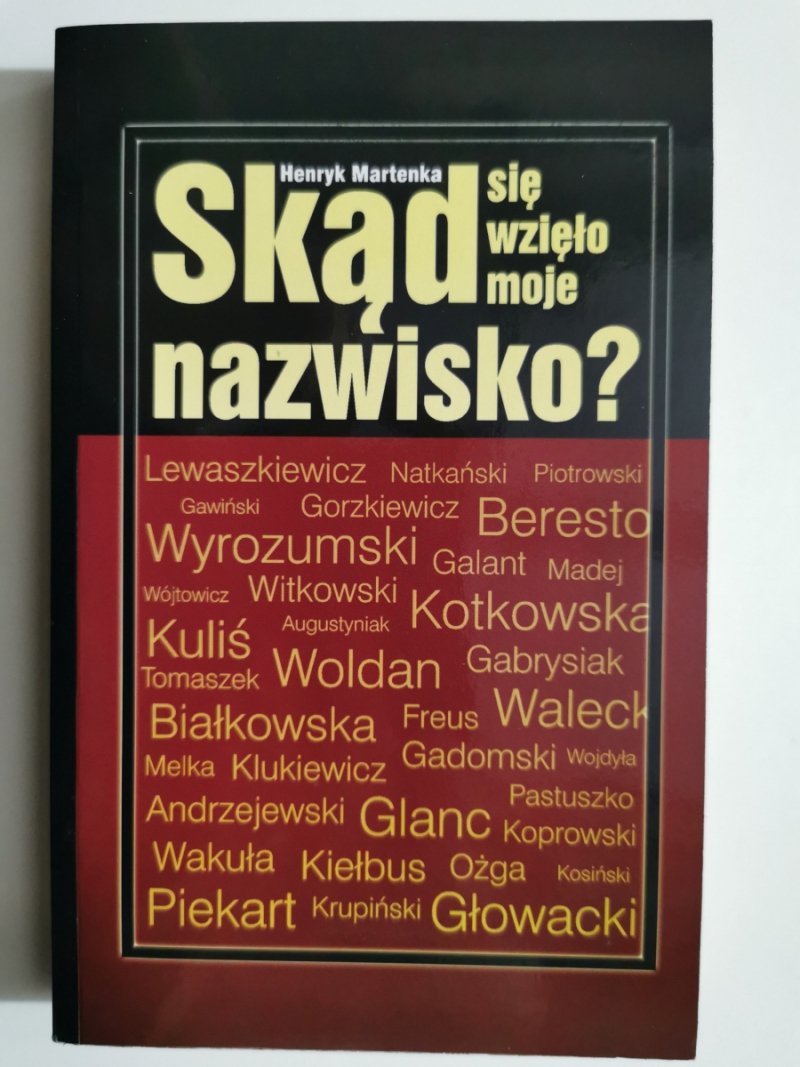 Henryk Martenka
Skąd
się
wzięło
moje
nazwisko?
Lewaszkiewicz Natkański Piotrowski
Gawiński Gorzkiewicz Beresto
Wyrozumski Galant Madej
Wójtowicz Witkowski Kotkowska
Kuliś Augustyniak
Tomaszek Woldan Gabrysiak
Białkowska Freus Waleck
Melka Klukiewicz Gadomski Wojdyła
Andrzejewski Glanc Pastuszko
Koprowski
Wakuła Kiełbus Ożga Kosiński
Piekart Krupiński Głowacki